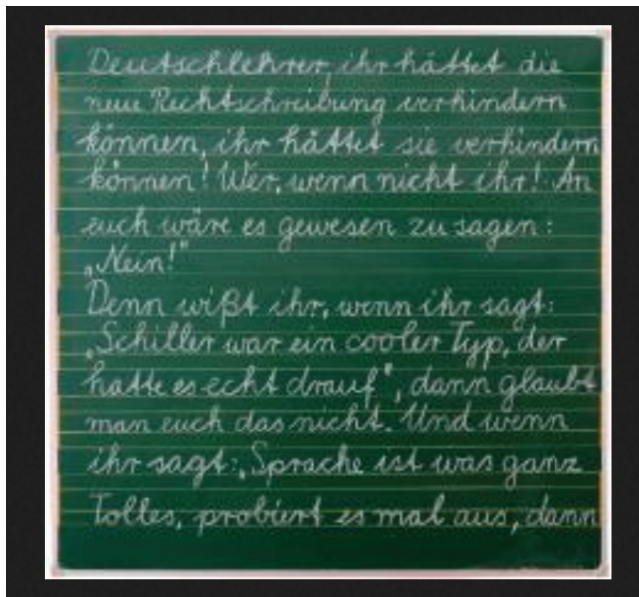 Deutschlehrer, ihr hättet die
neue Rechtschreibung verhindern
können, ihr hättet sie verhindern
können! Wer, wenn nicht ihr! An
euch wäre es gewesen zu sagen:
„Nein!"
Denn wißt ihr, wenn ihr sagt:
„Schiller war ein cooler Typ, der
hatte es echt drauf", dann glaubt
man euch das nicht. Und wenn
ihr sagt: „Sprache ist was ganz
Tolles, probiert es mal aus, dann